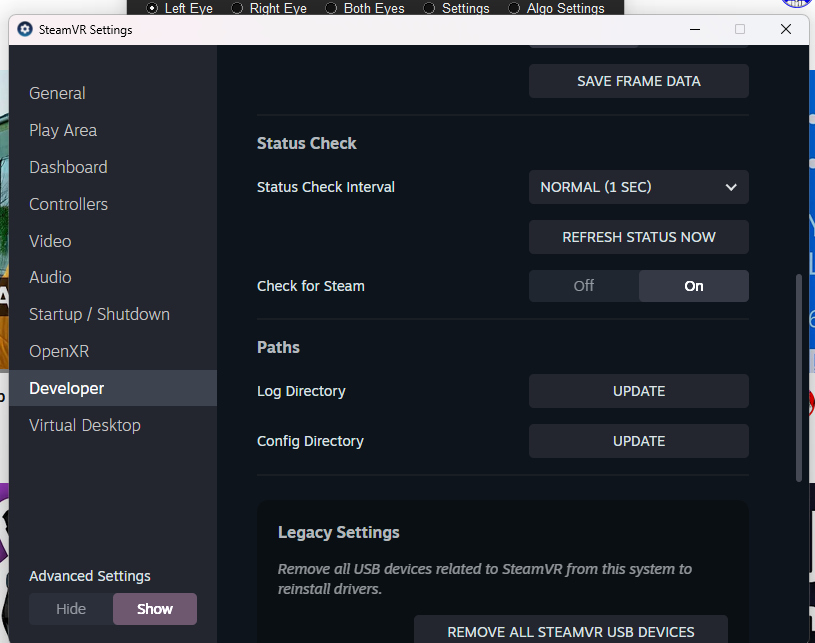 Left Eye Right Eye Both Eyes Settings Algo Settings
SteamVR Settings
General
Play Area
Dashboard
Controllers
Video
Audio
Startup / Shutdown
OpenXR
Developer
Virtual Desktop
Advanced Settings
Hide Show
SAVE FRAME DATA
Status Check
Status Check Interval NORMAL (1 SEC)
REFRESH STATUS NOW
Check for Steam Off On
Paths
Log Directory UPDATE
Config Directory UPDATE
Legacy Settings
Remove all USB devices related to SteamVR from this system to
reinstall drivers.
REMOVE ALL STEAMVR USB DEVICES